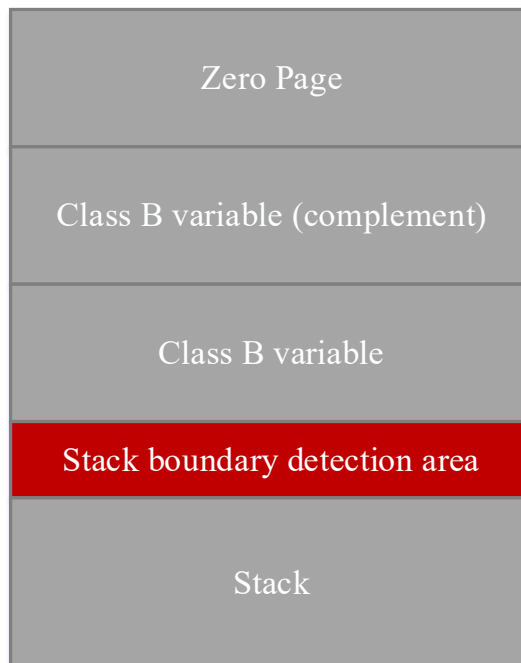 Zero Page
Class B variable (complement)
Class B variable
Stack boundary detection area
Stack